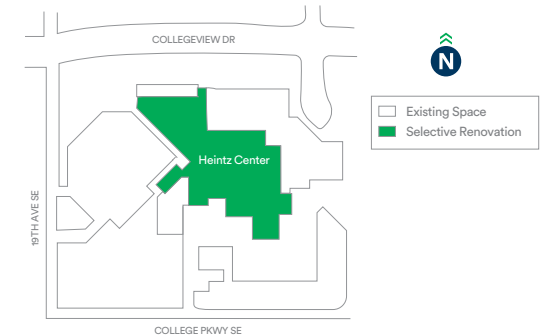 COLLEGEVIEW DR
N
Existing Space
Selective Renovation
Heintz Center
19TH AVE SE
COLLEGE PKWY SE